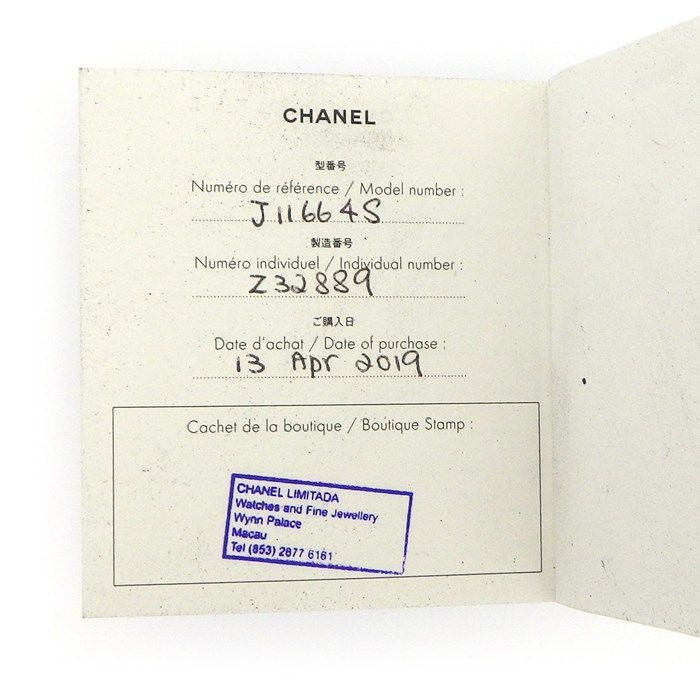 CHANEL
型番号
Numéro de référence / Model number :
J11664S
製造番号
Numéro individuel / Individual number :
Z32889
ご購入日
Date d'achat / Date of purchase :
13 Apr 2019
Cachet de la boutique / Boutique Stamp :
CHANEL LIMITADA
Watches and Fine Jewellery
Wynn Palace
Macau
Tel (853) 2877 6161